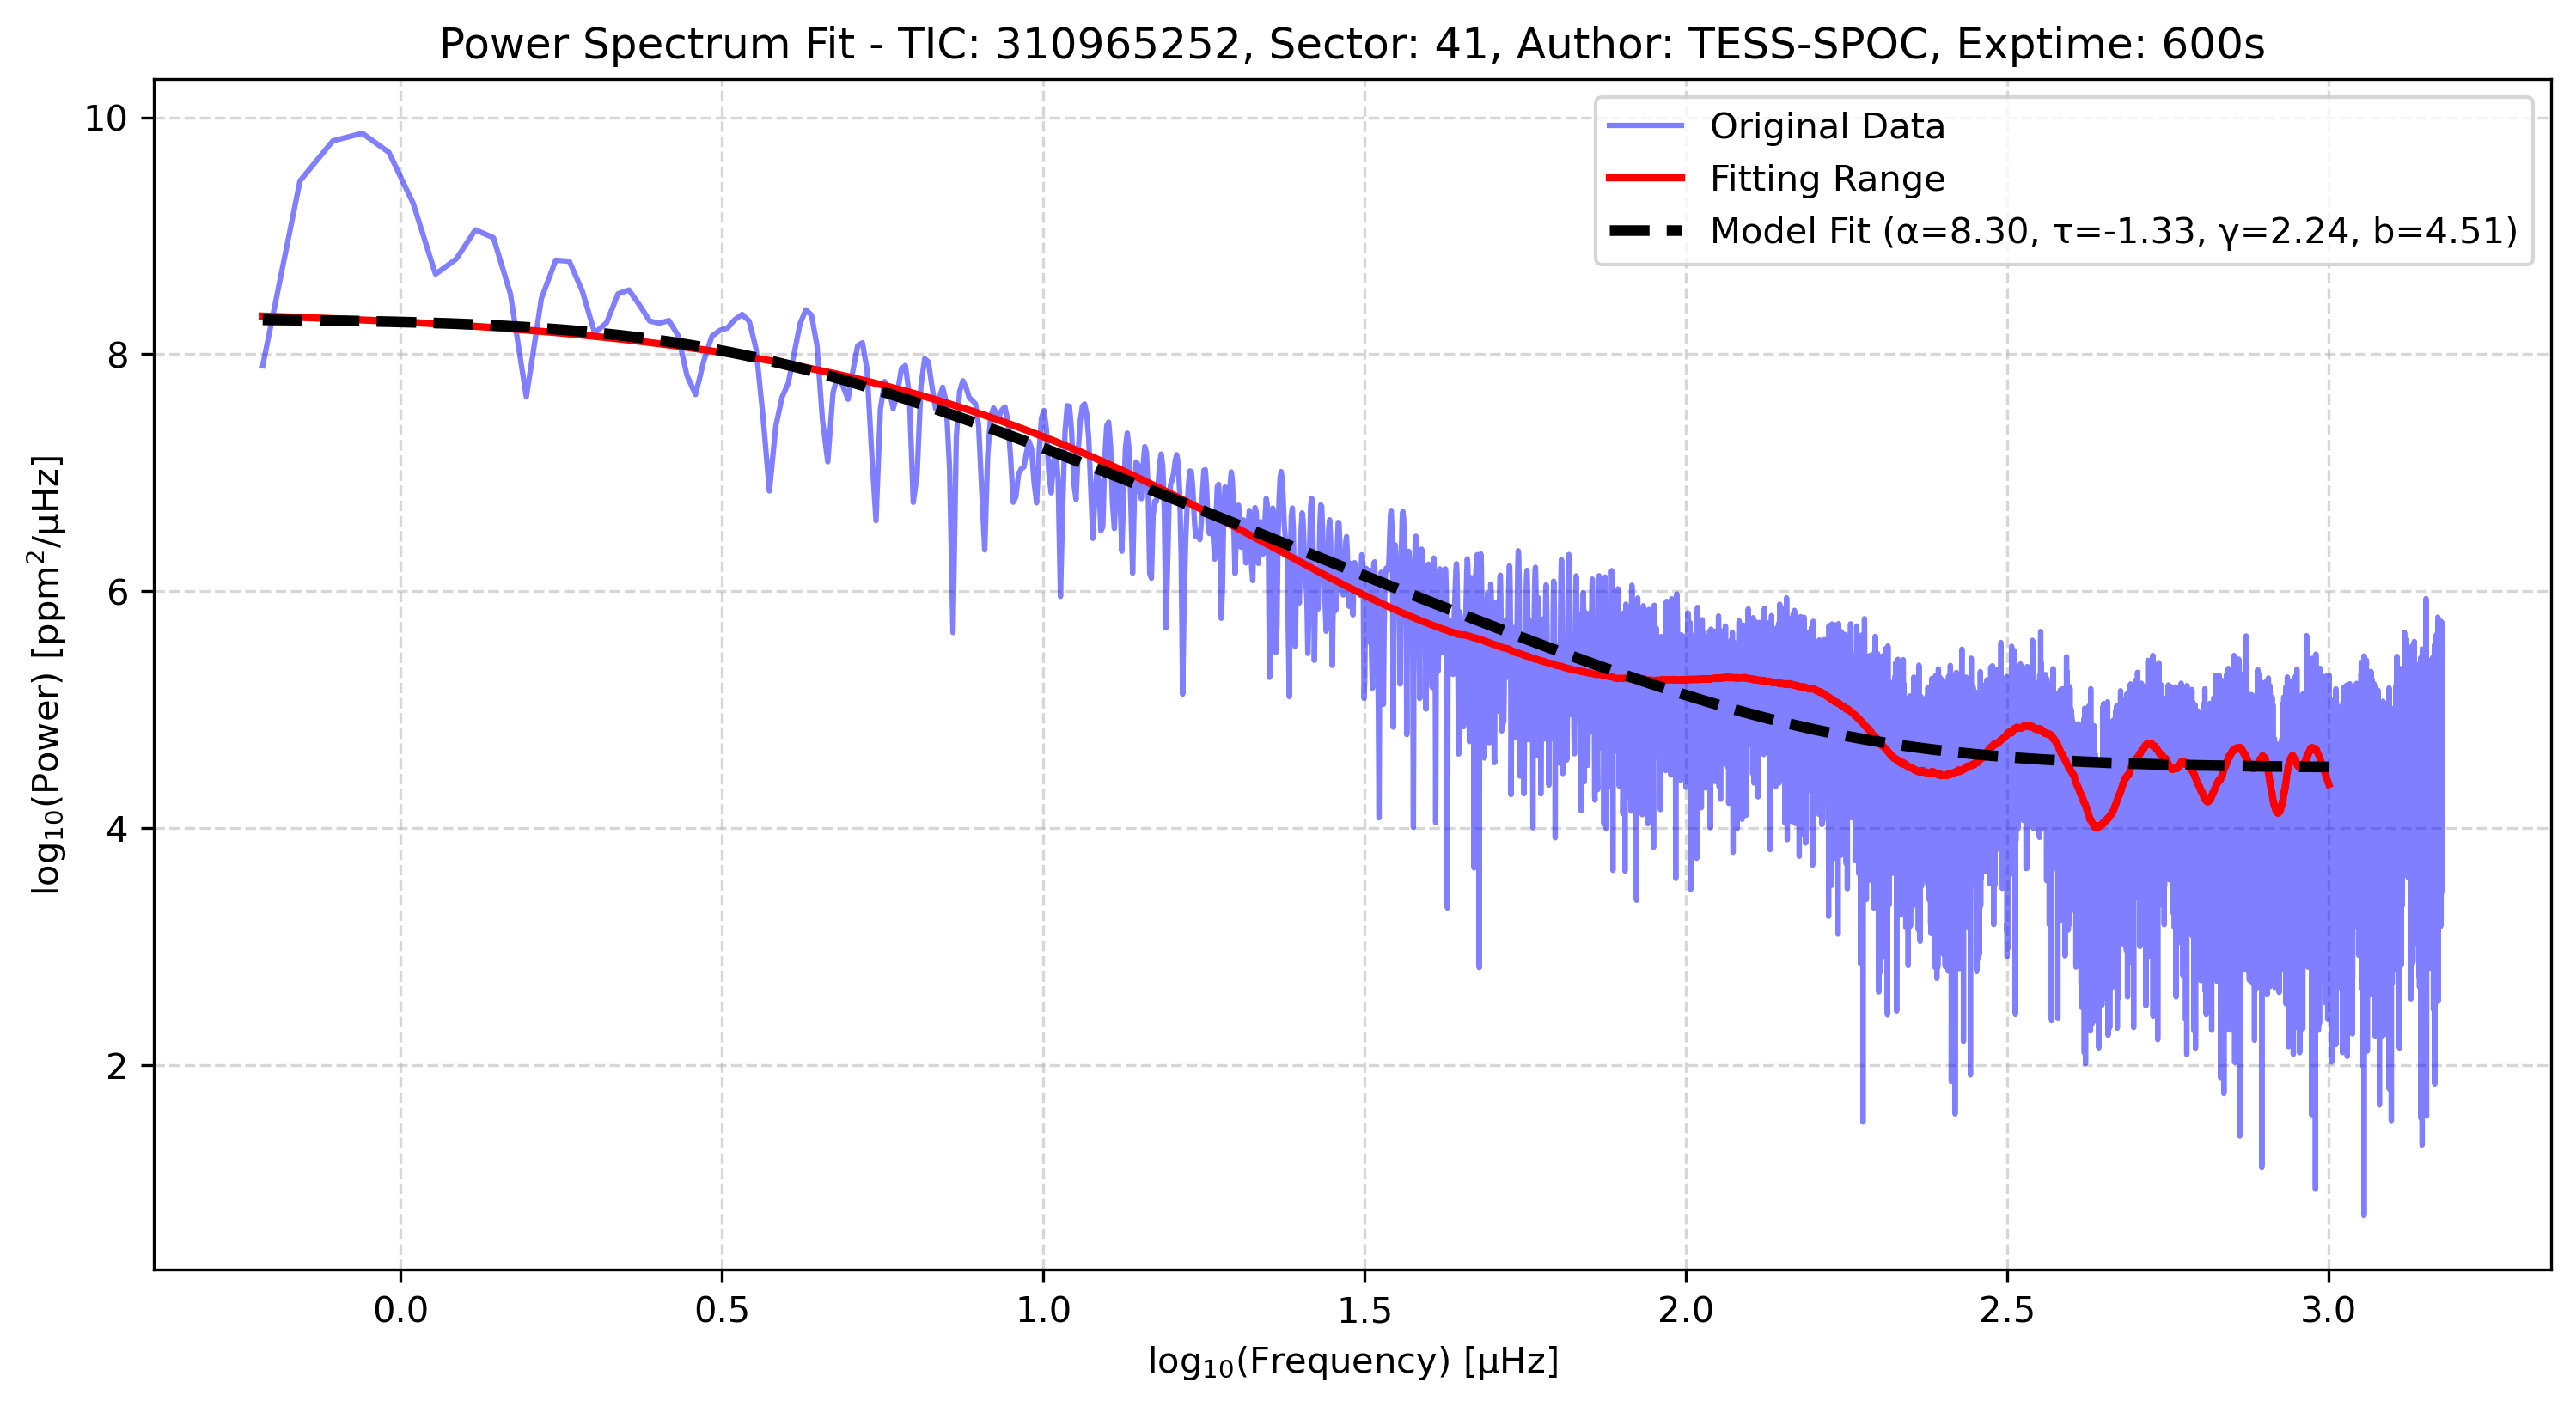 Power Spectrum Fit - TIC: 310965252, Sector: 41, Author: TESS-SPOC, Exptime: 600s
Original Data
Fitting Range
Model Fit (α=8.30, τ=-1.33, γ=2.24, b=4.51)
log₁₀(Power) [ppm²/μHz]
10
8
6
4
2
0.0 0.5 1.0 1.5 2.0 2.5 3.0
log₁₀(Frequency) [μHz]